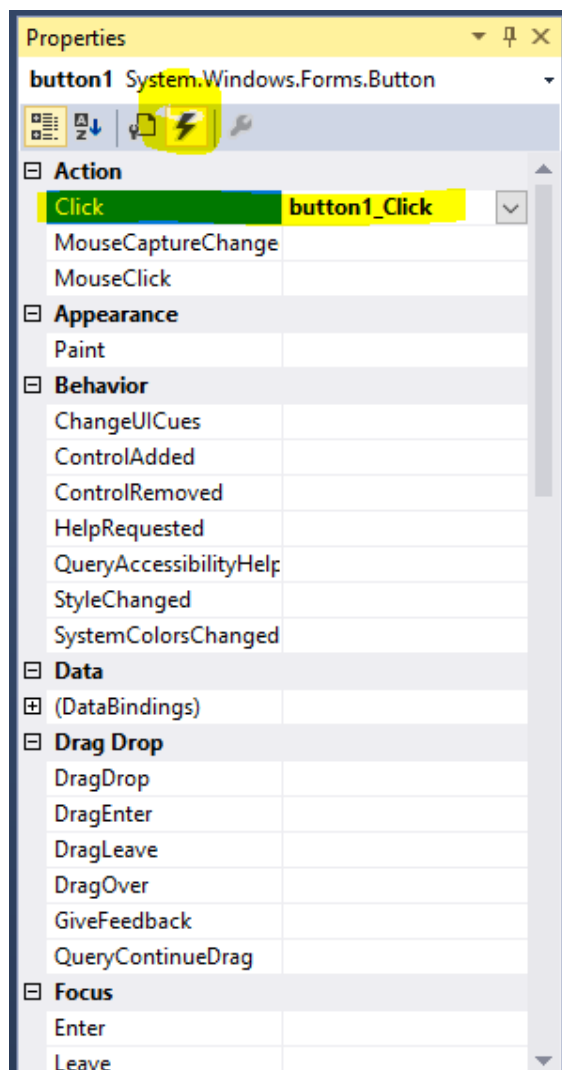 Properties
button1 System.Windows.Forms.Button
Action
Click button1_Click
MouseCaptureChange
MouseClick
Appearance
Paint
Behavior
ChangeUICues
ControlAdded
ControlRemoved
HelpRequested
QueryAccessibilityHelp
StyleChanged
SystemColorsChanged
Data
(DataBindings)
Drag Drop
DragDrop
DragEnter
DragLeave
DragOver
GiveFeedback
QueryContinueDrag
Focus
Enter
Leave